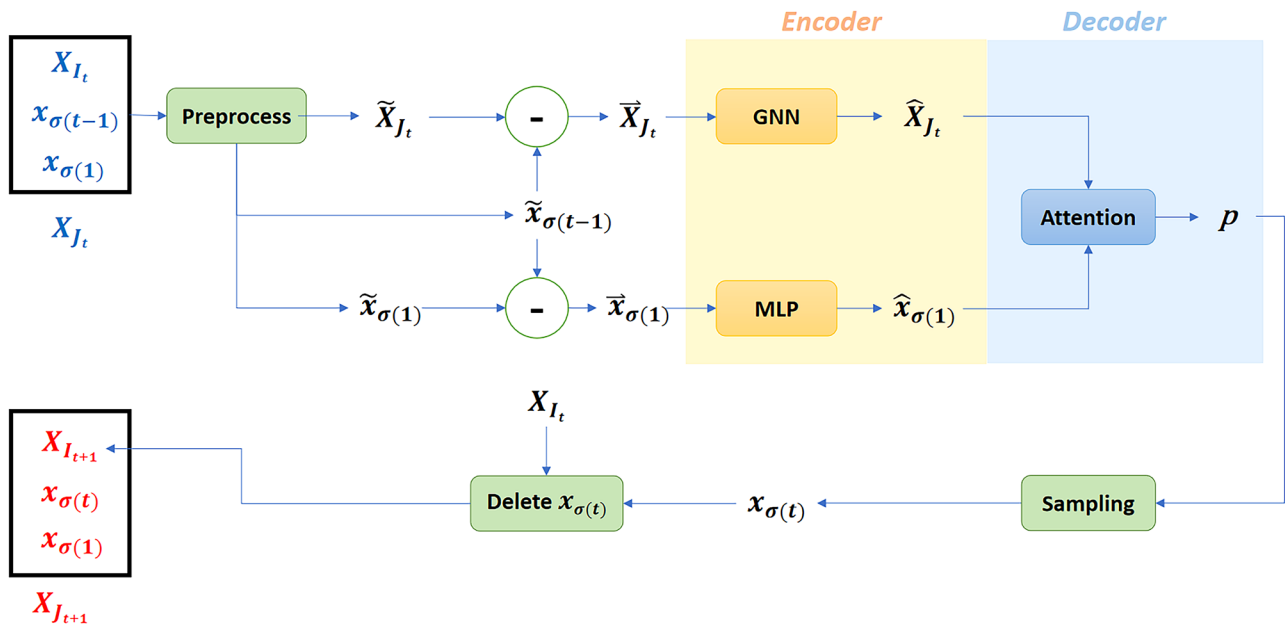 Encoder Decoder
X_{I_t}
x_{σ(t−1)}
x_{σ(1)}
X_{J_t}
Preprocess
X̃_{J_t}
-
X⃗_{J_t}
GNN
X̂_{J_t}
x̃_{σ(t−1)}
Attention
p
x̃_{σ(1)}
-
x⃗_{σ(1)}
MLP
x̂_{σ(1)}
X_{I_t}
X_{I_{t+1}}
x_{σ(t)}
x_{σ(1)}
X_{J_{t+1}}
Delete x_{σ(t)}
x_{σ(t)}
Sampling